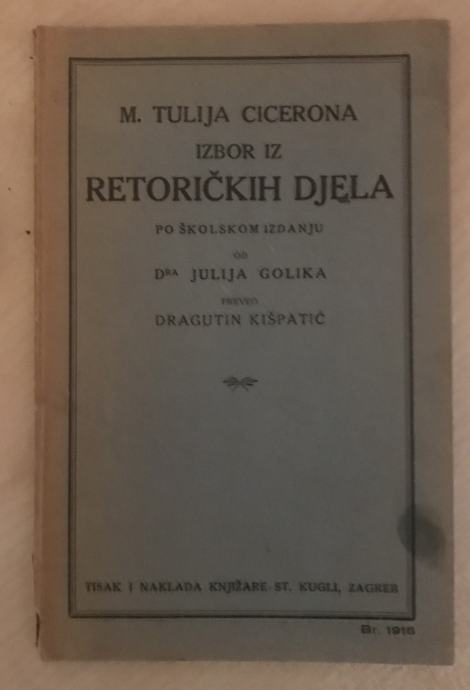 M. TULIJA CICERONA
IZBOR IZ
RETORIČKIH DJELA
PO ŠKOLSKOM IZDANJU
OD
DRA JULIJA GOLIKA
PREVEO
DRAGUTIN KIŠPATIĆ
TISAK I NAKLADA KNJIŽARE ST. KUGLI, ZAGREB
Br. 1916